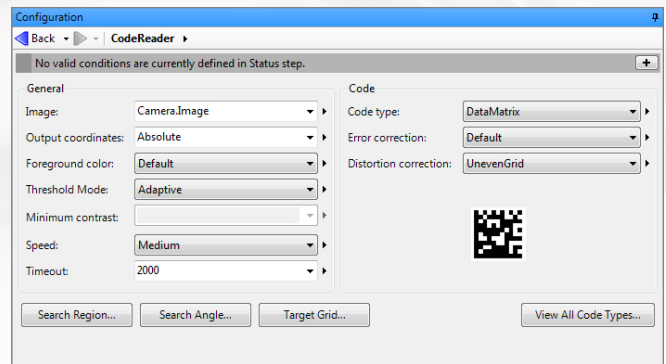 Configuration
Back CodeReader
No valid conditions are currently defined in Status step.
General
Image: Camera.Image
Output coordinates: Absolute
Foreground color: Default
Threshold Mode: Adaptive
Minimum contrast:
Speed: Medium
Timeout: 2000
Code
Code type: DataMatrix
Error correction: Default
Distortion correction: UnevenGrid
Search Region... Search Angle... Target Grid... View All Code Types...